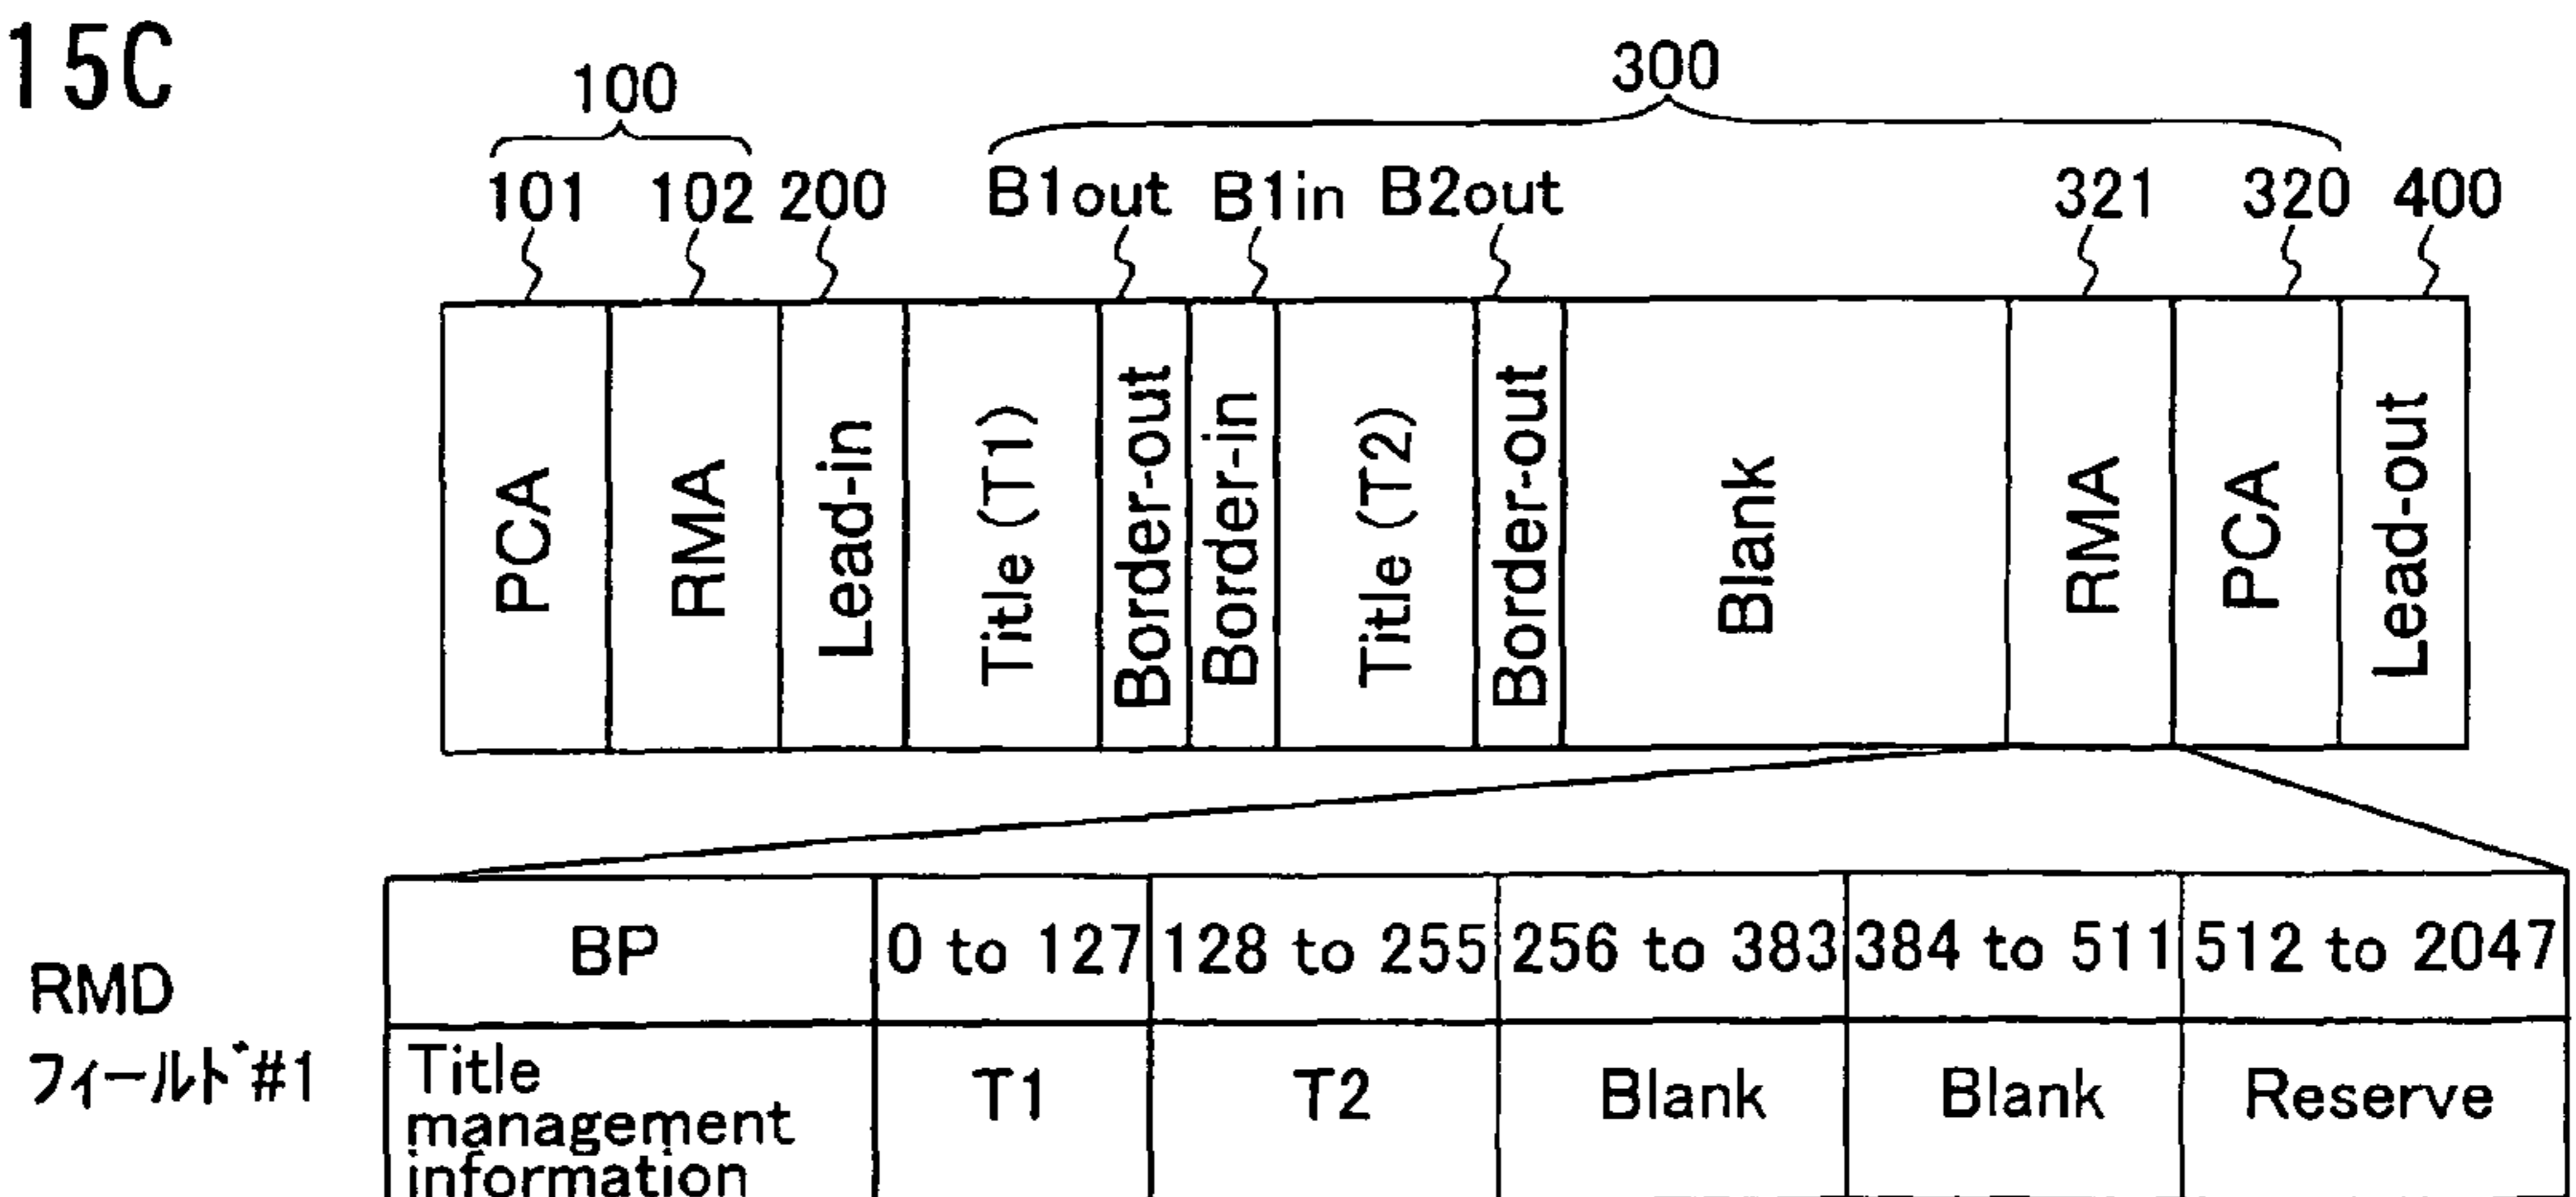 15C
100
300
101 102 200 B1out B1in B2out 321 320 400
PCA
RMA
Lead-in
Title (T1)
Border-out
Border-in
Title (T2)
Border-out
Blank
RMA
PCA
Lead-out
RMD
フィールド#1
BP 0 to 127 128 to 255 256 to 383 384 to 511 512 to 2047
Title
management
information
T1 T2 Blank Blank Reserve